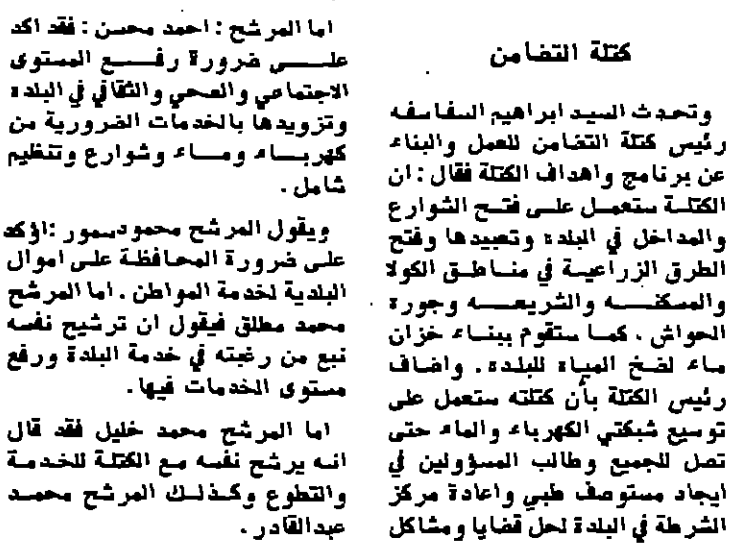 كتلة التضامن
وتحدث السيد ابراهيم السفاسفه
رئيس كتلة التضامن للعمل والبناء
عن برنامج واهداف الكتلة فقال : ان
الكتلة ستعمل على فتح الشوارع
والمداخل في البلدة وتعبيدها وفتح
الطرق الزراعية في مناطق الكولا
والمسكنه والشريعه وجورة
الحواش . كما ستقوم ببناء خزان
ماء لضخ المياه للبلده . واضاف
رئيس الكتلة بأن كتلته ستعمل على
توسيع شبكتي الكهرباء والماء حتى
تصل للجميع وطالب المسؤولين في
ايجاد مستوصف طبي واعادة مركز
الشرطة في البلدة لحل قضايا ومشاكل
اما المرشح : احمد محسن : فقد اكد
على ضرورة رفع المستوى
الاجتماعي والصحي والثقافي في البلده
وتزويدها بالخدمات الضرورية من
كهرباء وماء وشوارع وتنظيم
شامل .
ويقول المرشح محمود سمور : اؤكد
على ضرورة المحافظة على اموال
البلدية لخدمة المواطن . اما المرشح
محمد مطلق فيقول ان ترشيح نفسه
نبع من رغبته في خدمة البلدة ورفع
مستوى الخدمات فيها .
اما المرشح محمد خليل فقد قال
انه يرشح نفسه مع الكتلة للخدمة
والتطوع وكذلك المرشح محمد
عبدالقادر .